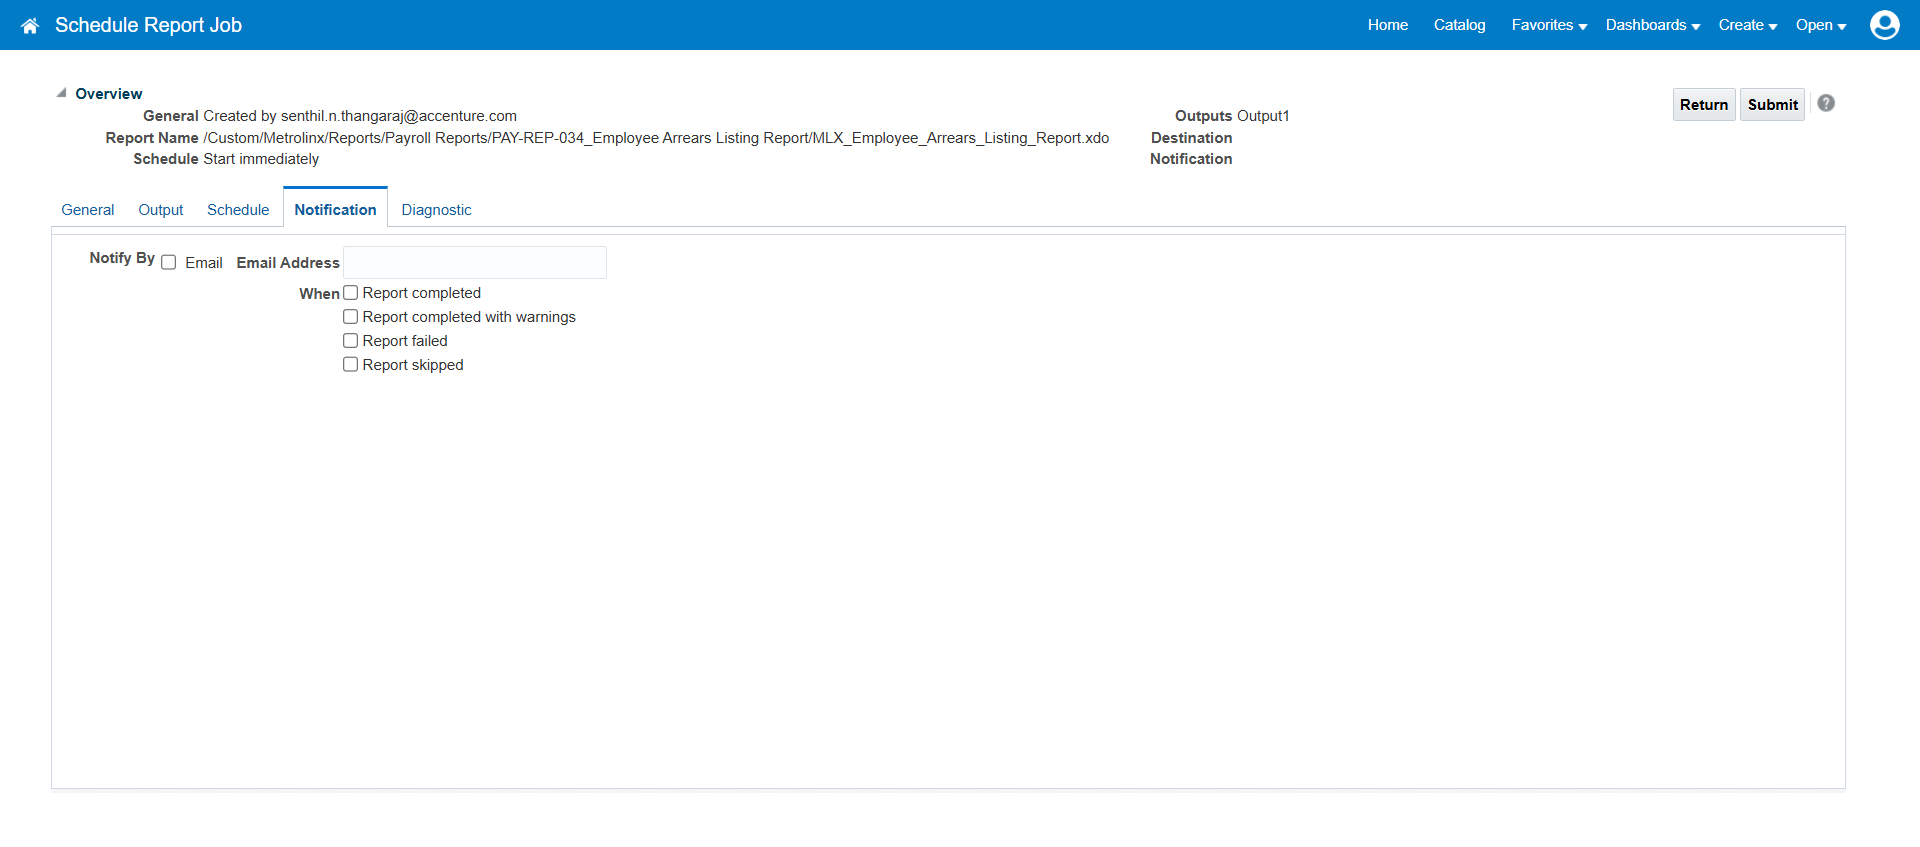 Schedule Report Job
Home Catalog Favorites Dashboards Create Open
Overview
General Created by senthil.n.thangaraj@accenture.com
Report Name /Custom/Metrolinx/Reports/Payroll Reports/PAY-REP-034_Employee Arrears Listing Report/MLX_Employee_Arrears_Listing_Report.xdo
Schedule Start immediately
Outputs Output1
Destination
Notification
Return Submit ?
General Output Schedule Notification Diagnostic
Notify By Email Email Address
When Report completed
Report completed with warnings
Report failed
Report skipped